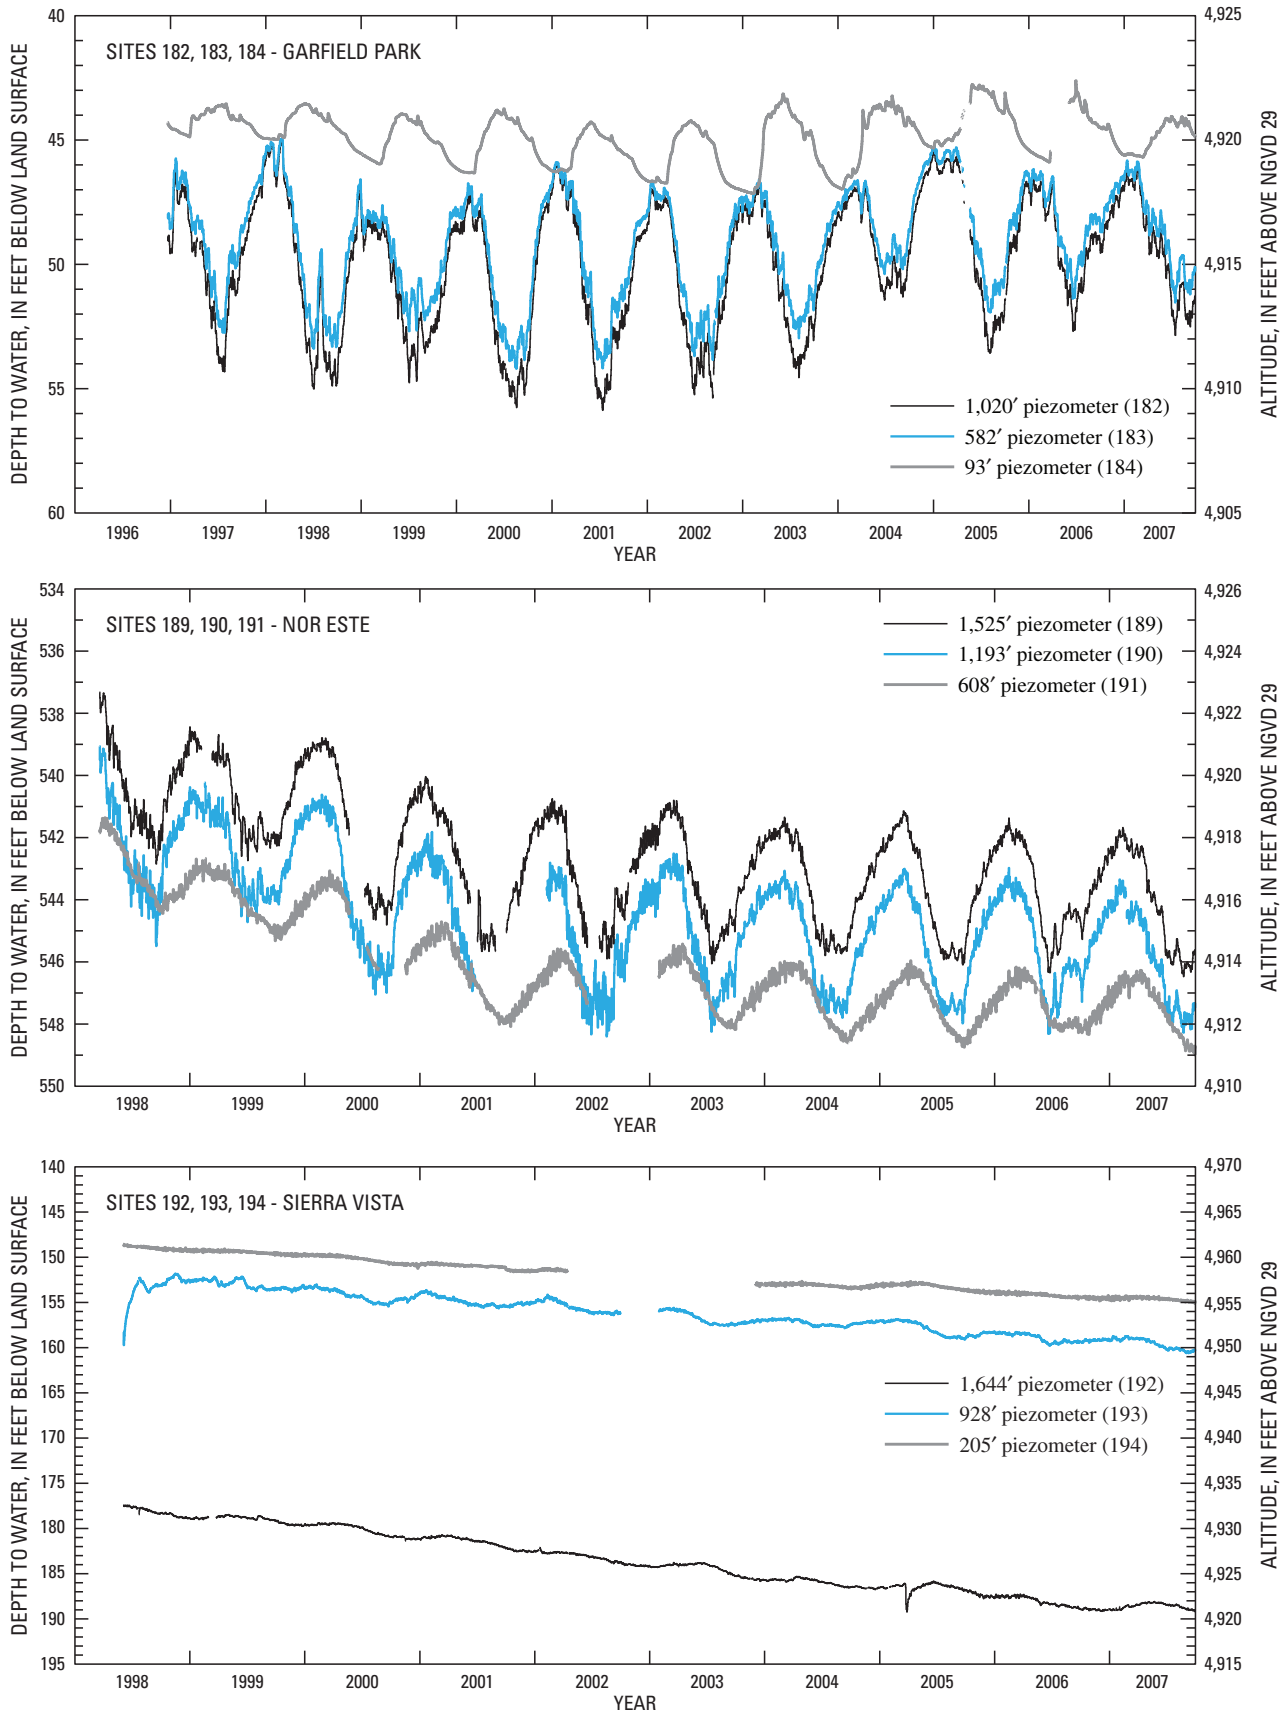 SITES 182, 183, 184 - GARFIELD PARK
DEPTH TO WATER, IN FEET BELOW LAND SURFACE
40
45
50
55
60
4,925
4,920
4,915
4,910
4,905
ALTITUDE, IN FEET ABOVE NGVD 29
1,020′ piezometer (182)
582′ piezometer (183)
93′ piezometer (184)
1996 1997 1998 1999 2000 2001 2002 2003 2004 2005 2006 2007
YEAR
SITES 189, 190, 191 - NOR ESTE
DEPTH TO WATER, IN FEET BELOW LAND SURFACE
534
536
538
540
542
544
546
548
550
4,926
4,924
4,922
4,920
4,918
4,916
4,914
4,912
4,910
ALTITUDE, IN FEET ABOVE NGVD 29
1,525′ piezometer (189)
1,193′ piezometer (190)
608′ piezometer (191)
1998 1999 2000 2001 2002 2003 2004 2005 2006 2007
YEAR
SITES 192, 193, 194 - SIERRA VISTA
DEPTH TO WATER, IN FEET BELOW LAND SURFACE
140
145
150
155
160
165
170
175
180
185
190
195
4,970
4,965
4,960
4,955
4,950
4,945
4,940
4,935
4,930
4,925
4,920
4,915
ALTITUDE, IN FEET ABOVE NGVD 29
1,644′ piezometer (192)
928′ piezometer (193)
205′ piezometer (194)
1998 1999 2000 2001 2002 2003 2004 2005 2006 2007
YEAR